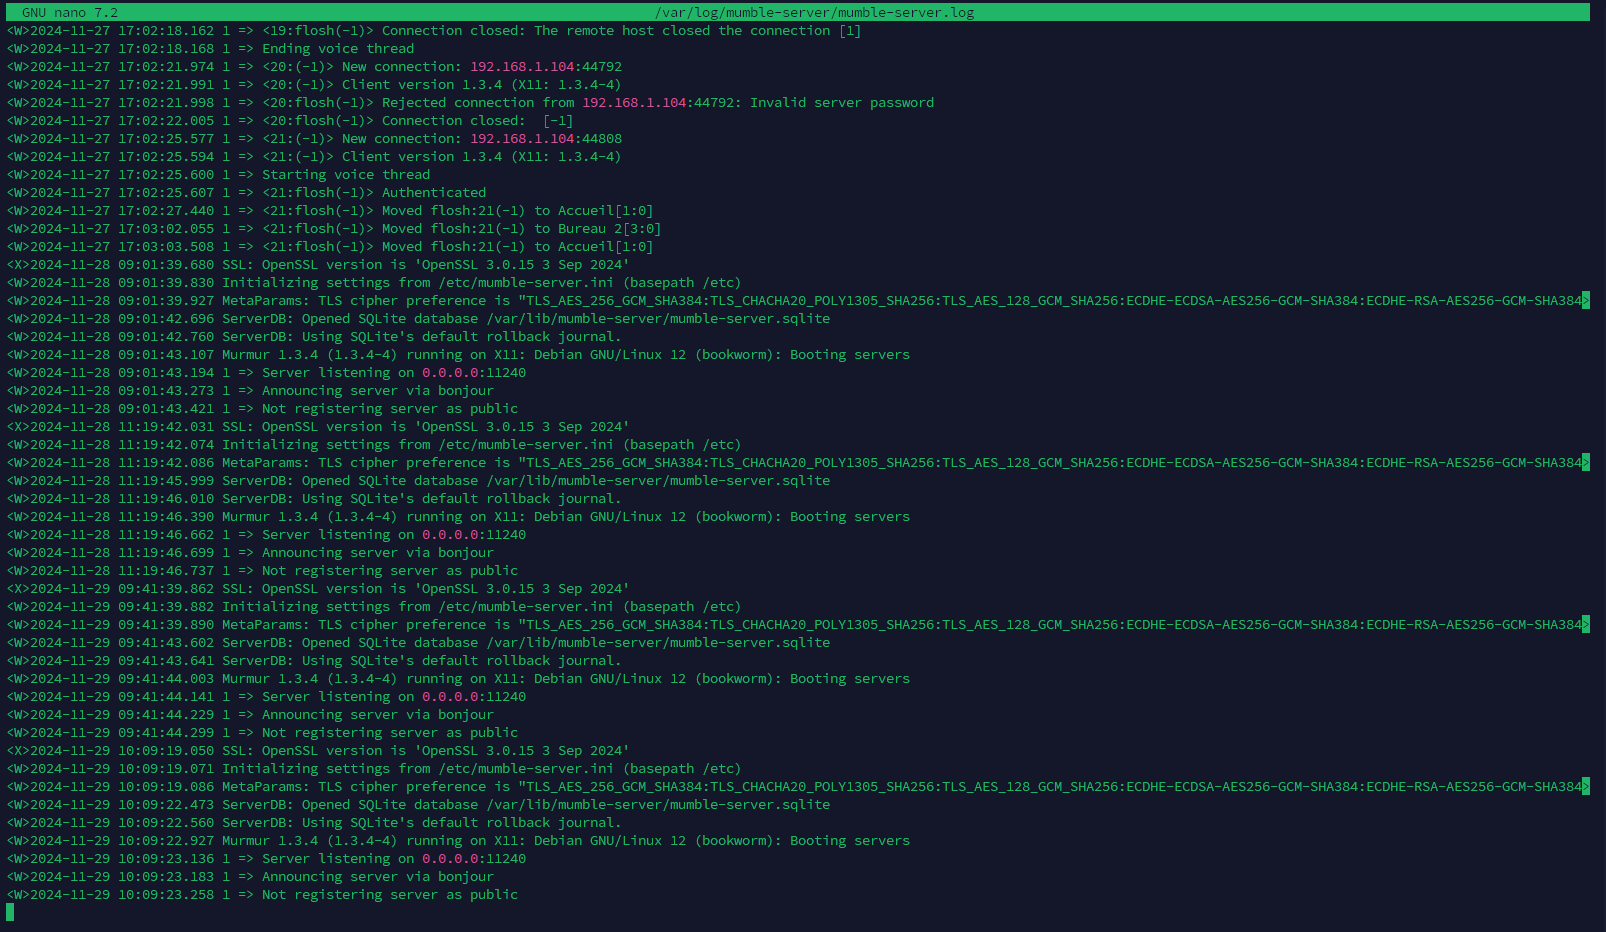 GNU nano 7.2 /var/log/mumble-server/mumble-server.log
<W>2024-11-27 17:02:18.162 1 => <19:flosh(-1)> Connection closed: The remote host closed the connection [1]
<W>2024-11-27 17:02:18.168 1 => Ending voice thread
<W>2024-11-27 17:02:21.974 1 => <20:(-1)> New connection: 192.168.1.104:44792
<W>2024-11-27 17:02:21.991 1 => <20:(-1)> Client version 1.3.4 (X11: 1.3.4-4)
<W>2024-11-27 17:02:21.998 1 => <20:flosh(-1)> Rejected connection from 192.168.1.104:44792: Invalid server password
<W>2024-11-27 17:02:22.005 1 => <20:flosh(-1)> Connection closed:  [-1]
<W>2024-11-27 17:02:25.577 1 => <21:(-1)> New connection: 192.168.1.104:44808
<W>2024-11-27 17:02:25.594 1 => <21:(-1)> Client version 1.3.4 (X11: 1.3.4-4)
<W>2024-11-27 17:02:25.600 1 => Starting voice thread
<W>2024-11-27 17:02:25.607 1 => <21:flosh(-1)> Authenticated
<W>2024-11-27 17:02:27.440 1 => <21:flosh(-1)> Moved flosh:21(-1) to Accueil[1:0]
<W>2024-11-27 17:03:02.055 1 => <21:flosh(-1)> Moved flosh:21(-1) to Bureau 2[3:0]
<W>2024-11-27 17:03:03.508 1 => <21:flosh(-1)> Moved flosh:21(-1) to Accueil[1:0]
<X>2024-11-28 09:01:39.680 SSL: OpenSSL version is 'OpenSSL 3.0.15 3 Sep 2024'
<W>2024-11-28 09:01:39.830 Initializing settings from /etc/mumble-server.ini (basepath /etc)
<W>2024-11-28 09:01:39.927 MetaParams: TLS cipher preference is "TLS_AES_256_GCM_SHA384:TLS_CHACHA20_POLY1305_SHA256:TLS_AES_128_GCM_SHA256:ECDHE-ECDSA-AES256-GCM-SHA384:ECDHE-RSA-AES256-GCM-SHA384>
<W>2024-11-28 09:01:42.696 ServerDB: Opened SQLite database /var/lib/mumble-server/mumble-server.sqlite
<W>2024-11-28 09:01:42.760 ServerDB: Using SQLite's default rollback journal.
<W>2024-11-28 09:01:43.107 Murmur 1.3.4 (1.3.4-4) running on X11: Debian GNU/Linux 12 (bookworm): Booting servers
<W>2024-11-28 09:01:43.194 1 => Server listening on 0.0.0.0:11240
<W>2024-11-28 09:01:43.273 1 => Announcing server via bonjour
<W>2024-11-28 09:01:43.421 1 => Not registering server as public
<X>2024-11-28 11:19:42.031 SSL: OpenSSL version is 'OpenSSL 3.0.15 3 Sep 2024'
<W>2024-11-28 11:19:42.074 Initializing settings from /etc/mumble-server.ini (basepath /etc)
<W>2024-11-28 11:19:42.086 MetaParams: TLS cipher preference is "TLS_AES_256_GCM_SHA384:TLS_CHACHA20_POLY1305_SHA256:TLS_AES_128_GCM_SHA256:ECDHE-ECDSA-AES256-GCM-SHA384:ECDHE-RSA-AES256-GCM-SHA384>
<W>2024-11-28 11:19:45.999 ServerDB: Opened SQLite database /var/lib/mumble-server/mumble-server.sqlite
<W>2024-11-28 11:19:46.010 ServerDB: Using SQLite's default rollback journal.
<W>2024-11-28 11:19:46.390 Murmur 1.3.4 (1.3.4-4) running on X11: Debian GNU/Linux 12 (bookworm): Booting servers
<W>2024-11-28 11:19:46.662 1 => Server listening on 0.0.0.0:11240
<W>2024-11-28 11:19:46.699 1 => Announcing server via bonjour
<W>2024-11-28 11:19:46.737 1 => Not registering server as public
<X>2024-11-29 09:41:39.862 SSL: OpenSSL version is 'OpenSSL 3.0.15 3 Sep 2024'
<W>2024-11-29 09:41:39.882 Initializing settings from /etc/mumble-server.ini (basepath /etc)
<W>2024-11-29 09:41:39.890 MetaParams: TLS cipher preference is "TLS_AES_256_GCM_SHA384:TLS_CHACHA20_POLY1305_SHA256:TLS_AES_128_GCM_SHA256:ECDHE-ECDSA-AES256-GCM-SHA384:ECDHE-RSA-AES256-GCM-SHA384>
<W>2024-11-29 09:41:43.602 ServerDB: Opened SQLite database /var/lib/mumble-server/mumble-server.sqlite
<W>2024-11-29 09:41:43.641 ServerDB: Using SQLite's default rollback journal.
<W>2024-11-29 09:41:44.003 Murmur 1.3.4 (1.3.4-4) running on X11: Debian GNU/Linux 12 (bookworm): Booting servers
<W>2024-11-29 09:41:44.141 1 => Server listening on 0.0.0.0:11240
<W>2024-11-29 09:41:44.229 1 => Announcing server via bonjour
<W>2024-11-29 09:41:44.299 1 => Not registering server as public
<X>2024-11-29 10:09:19.050 SSL: OpenSSL version is 'OpenSSL 3.0.15 3 Sep 2024'
<W>2024-11-29 10:09:19.071 Initializing settings from /etc/mumble-server.ini (basepath /etc)
<W>2024-11-29 10:09:19.086 MetaParams: TLS cipher preference is "TLS_AES_256_GCM_SHA384:TLS_CHACHA20_POLY1305_SHA256:TLS_AES_128_GCM_SHA256:ECDHE-ECDSA-AES256-GCM-SHA384:ECDHE-RSA-AES256-GCM-SHA384>
<W>2024-11-29 10:09:22.473 ServerDB: Opened SQLite database /var/lib/mumble-server/mumble-server.sqlite
<W>2024-11-29 10:09:22.560 ServerDB: Using SQLite's default rollback journal.
<W>2024-11-29 10:09:22.927 Murmur 1.3.4 (1.3.4-4) running on X11: Debian GNU/Linux 12 (bookworm): Booting servers
<W>2024-11-29 10:09:23.136 1 => Server listening on 0.0.0.0:11240
<W>2024-11-29 10:09:23.183 1 => Announcing server via bonjour
<W>2024-11-29 10:09:23.258 1 => Not registering server as public